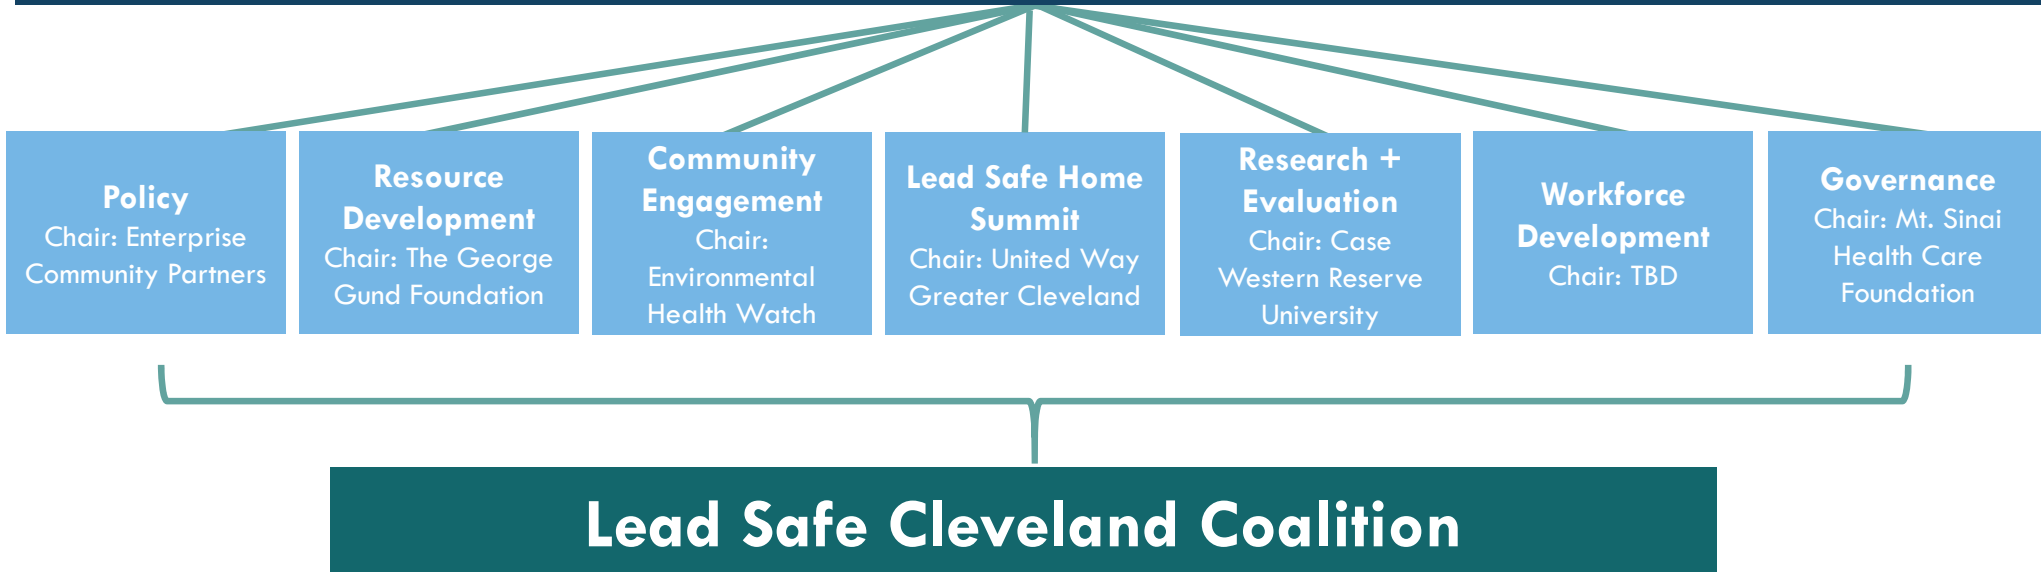 Policy
Chair: Enterprise
Community Partners
Resource
Development
Chair: The George
Gund Foundation
Community
Engagement
Chair:
Environmental
Health Watch
Lead Safe Home
Summit
Chair: United Way
Greater Cleveland
Research +
Evaluation
Chair: Case
Western Reserve
University
Workforce
Development
Chair: TBD
Governance
Chair: Mt. Sinai
Health Care
Foundation
Lead Safe Cleveland Coalition